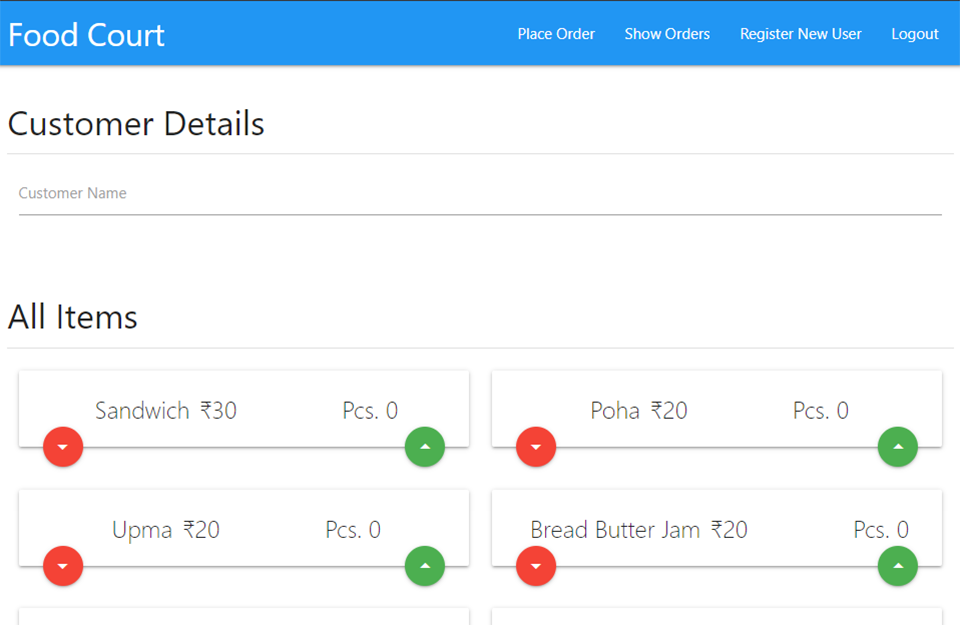 Food Court
Place Order Show Orders Register New User Logout
Customer Details
Customer Name
All Items
Sandwich ₹30 Pcs. 0
Poha ₹20 Pcs. 0
Upma ₹20 Pcs. 0
Bread Butter Jam ₹20 Pcs. 0